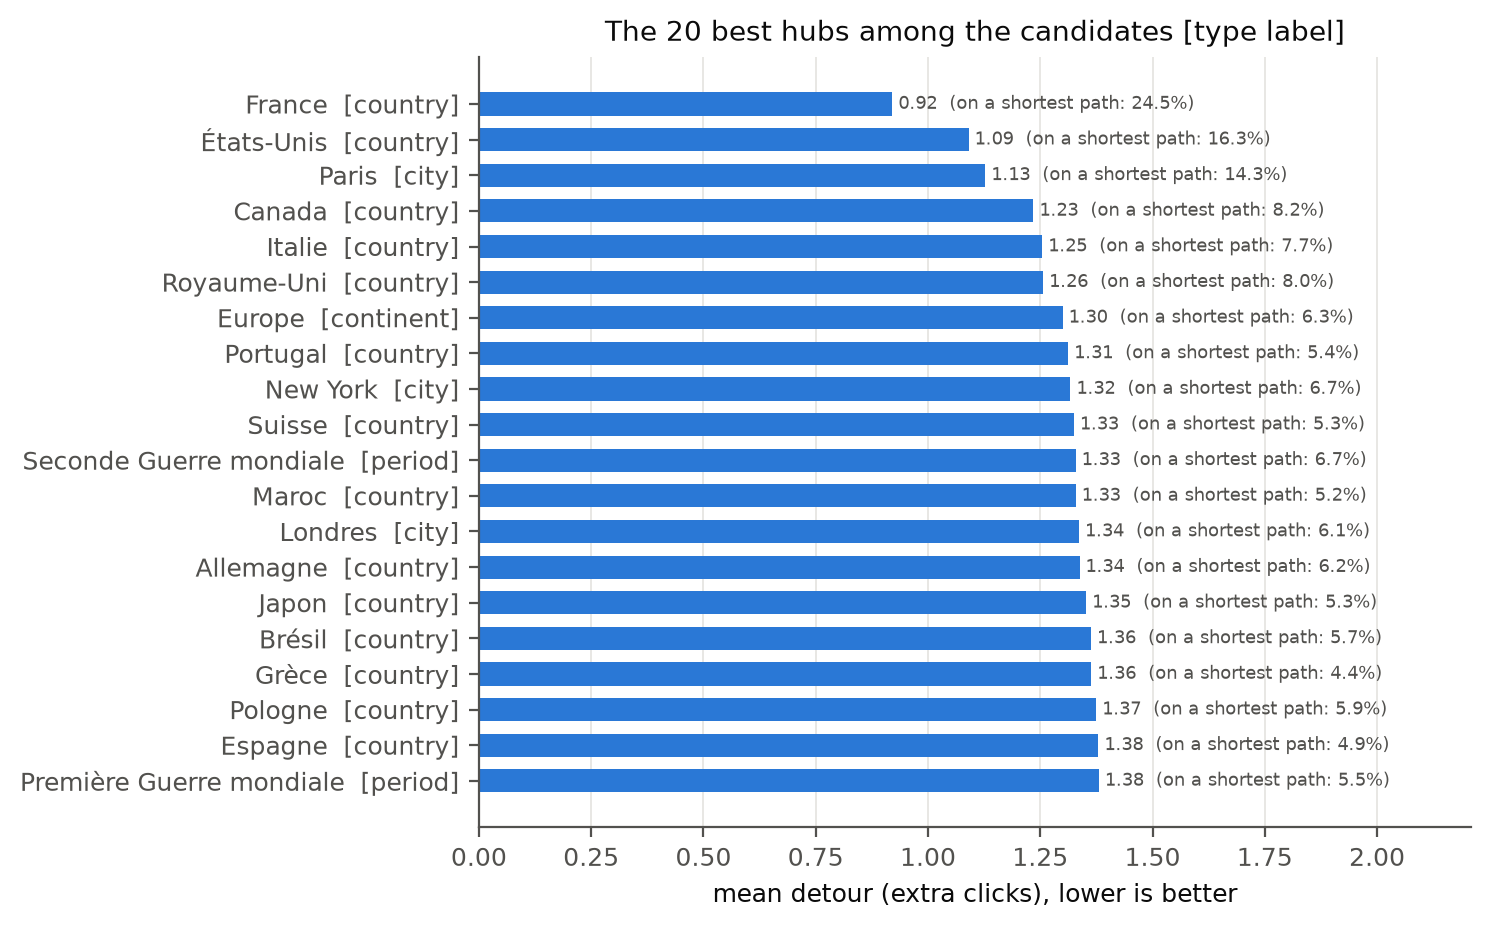 The 20 best hubs among the candidates [type label]
France [country] 0.92 (on a shortest path: 24.5%)
États-Unis [country] 1.09 (on a shortest path: 16.3%)
Paris [city] 1.13 (on a shortest path: 14.3%)
Canada [country] 1.23 (on a shortest path: 8.2%)
Italie [country] 1.25 (on a shortest path: 7.7%)
Royaume-Uni [country] 1.26 (on a shortest path: 8.0%)
Europe [continent] 1.30 (on a shortest path: 6.3%)
Portugal [country] 1.31 (on a shortest path: 5.4%)
New York [city] 1.32 (on a shortest path: 6.7%)
Suisse [country] 1.33 (on a shortest path: 5.3%)
Seconde Guerre mondiale [period] 1.33 (on a shortest path: 6.7%)
Maroc [country] 1.33 (on a shortest path: 5.2%)
Londres [city] 1.34 (on a shortest path: 6.1%)
Allemagne [country] 1.34 (on a shortest path: 6.2%)
Japon [country] 1.35 (on a shortest path: 5.3%)
Brésil [country] 1.36 (on a shortest path: 5.7%)
Grèce [country] 1.36 (on a shortest path: 4.4%)
Pologne [country] 1.37 (on a shortest path: 5.9%)
Espagne [country] 1.38 (on a shortest path: 4.9%)
Première Guerre mondiale [period] 1.38 (on a shortest path: 5.5%)
0.00 0.25 0.50 0.75 1.00 1.25 1.50 1.75 2.00
mean detour (extra clicks), lower is better